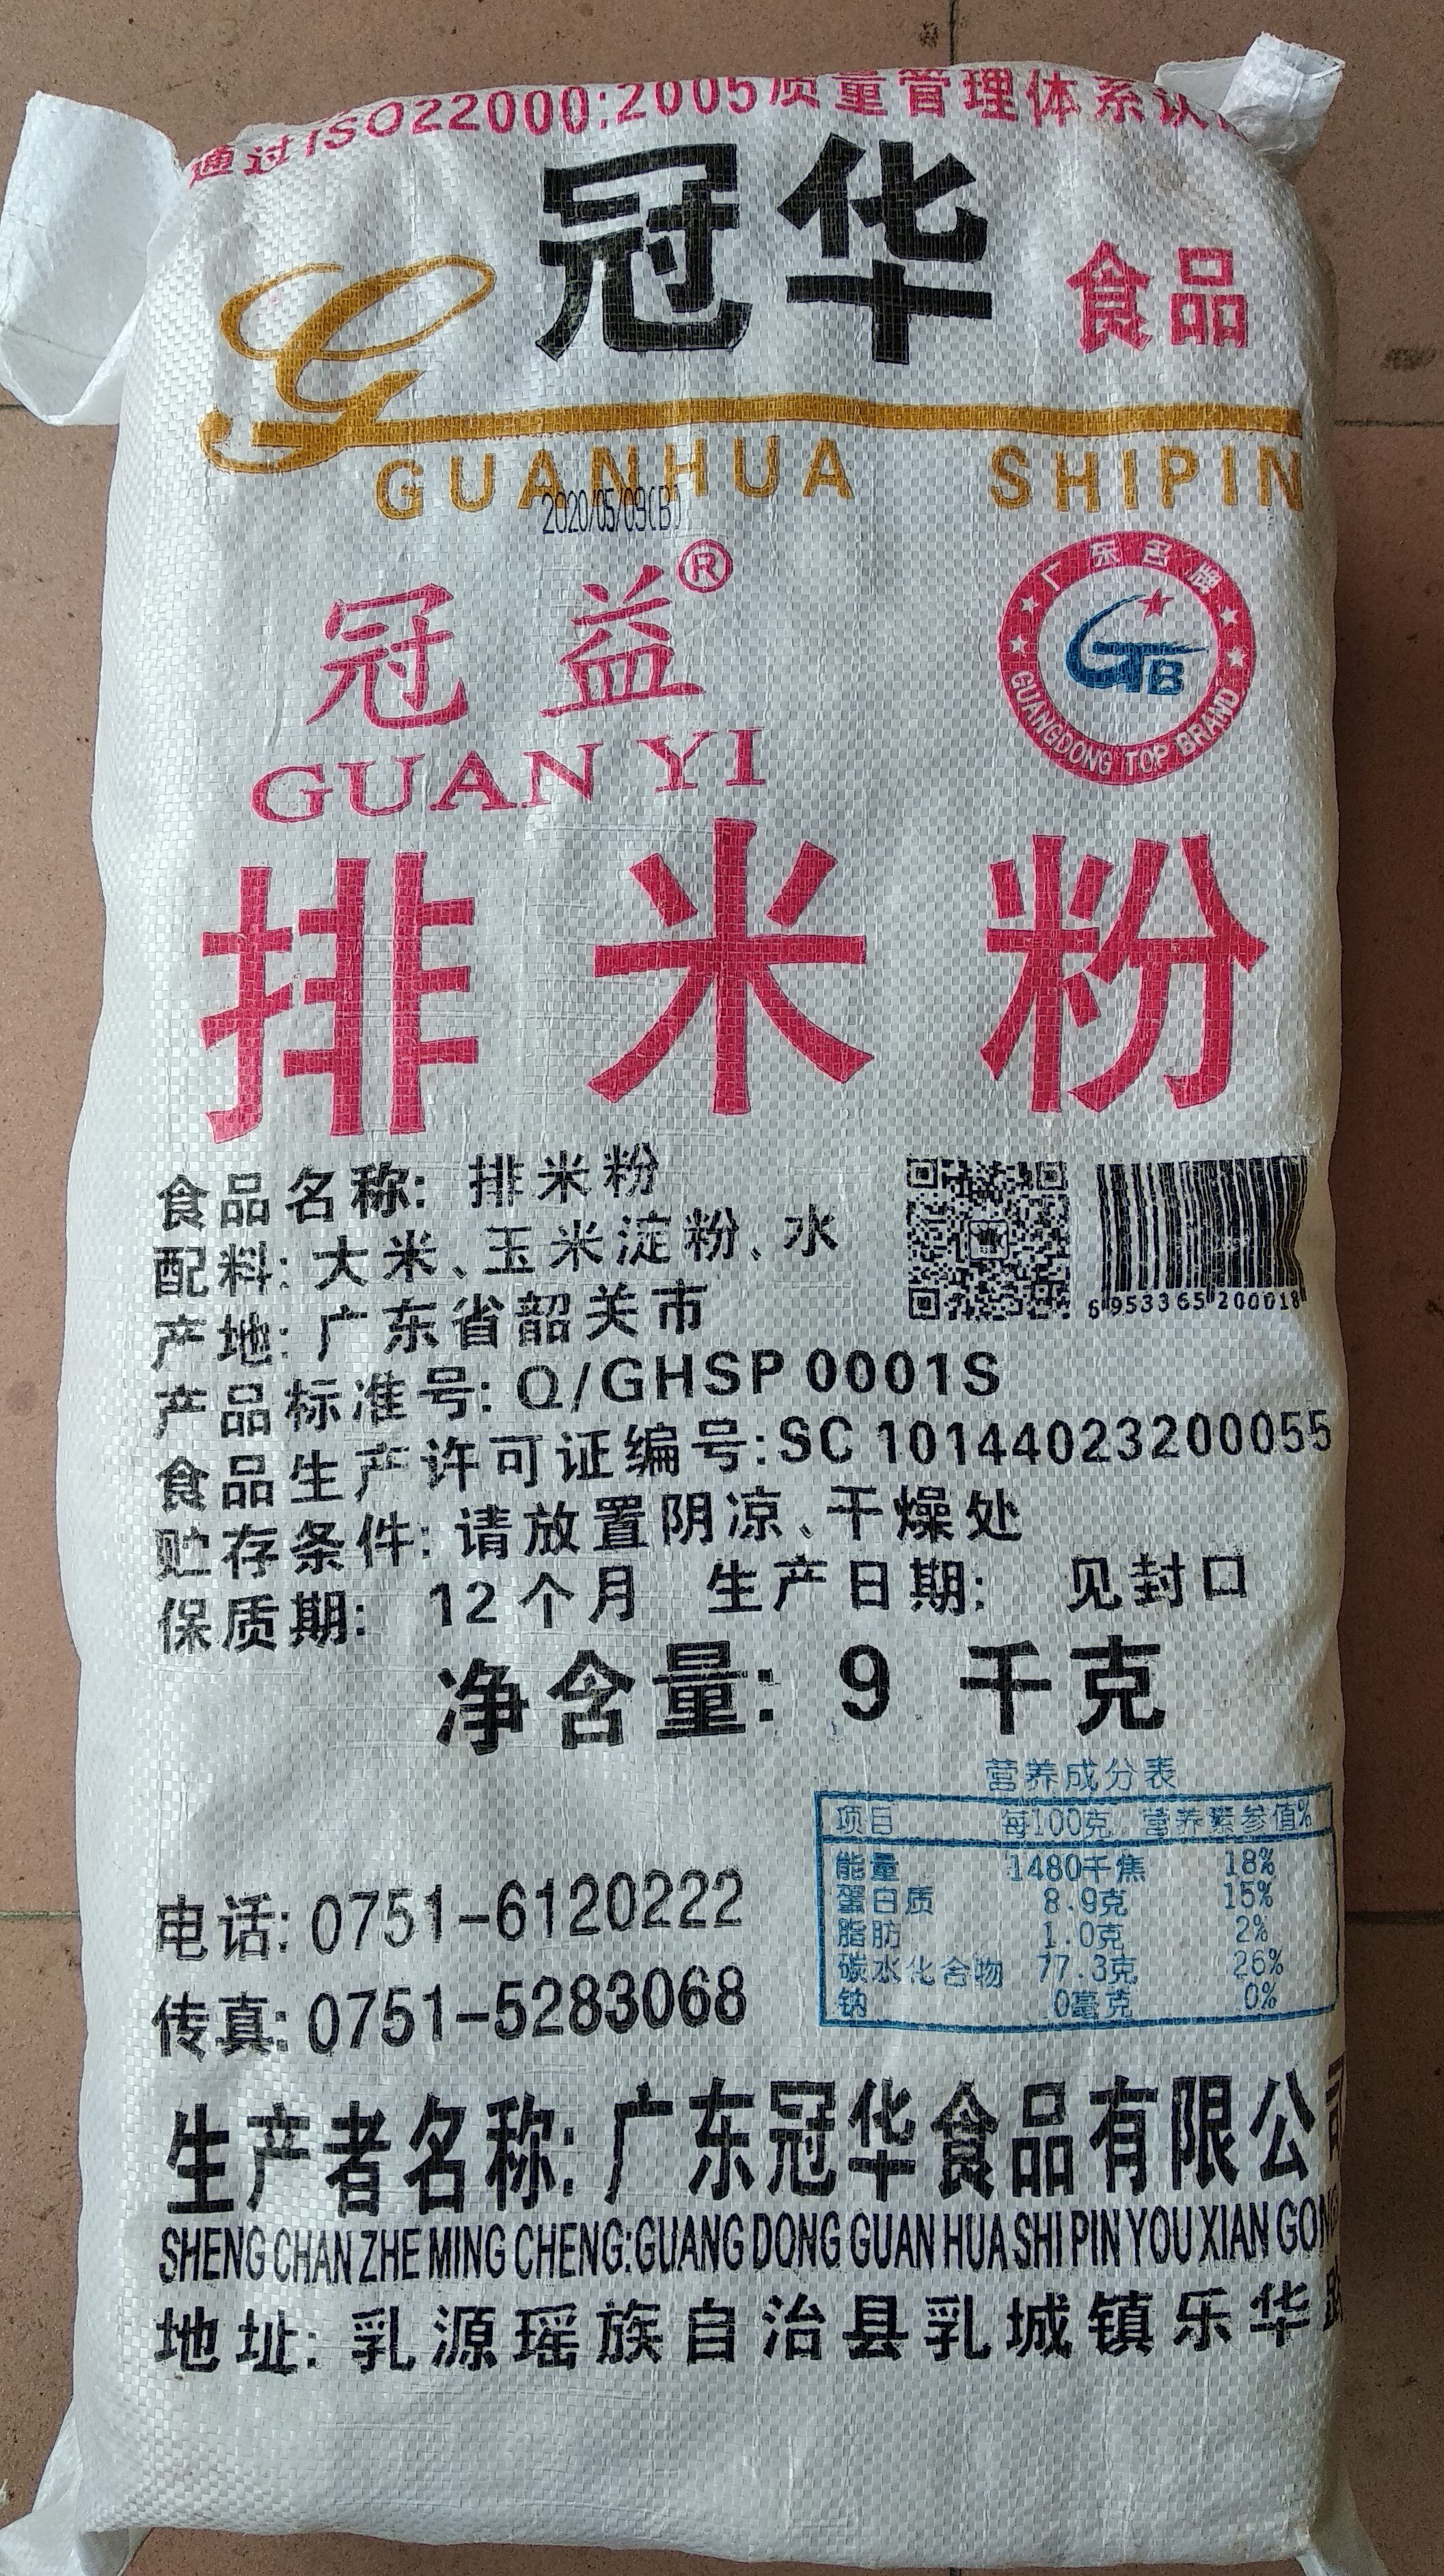 通过ISO22000:2005质量管理体系认
冠华 食品
GUANHUA SHIPIN
2020/05/09(B)
冠益®
GUAN YI
广东名牌
GTB
GUANGDONG TOP BRAND
排米粉
食品名称: 排米粉
配料: 大米、玉米淀粉、水
产地: 广东省韶关市
产品标准号: Q/GHSP 0001S
食品生产许可证编号:SC 10144023200055
贮存条件: 请放置阴凉、干燥处
保质期: 12个月 生产日期: 见封口
6 953365 200018
净含量: 9 千克
营养成分表
项目 每100克 营养素参值%
能量 1480千焦 18%
蛋白质 8.9克 15%
脂肪 1.0克 2%
碳水化合物 77.3克 26%
钠 0毫克 0%
电话: 0751-6120222
传真: 0751-5283068
生产者名称: 广东冠华食品有限公司
SHENG CHAN ZHE MING CHENG:GUANG DONG GUAN HUA SHI PIN YOU XIAN GON
地址: 乳源瑶族自治县乳城镇乐华路